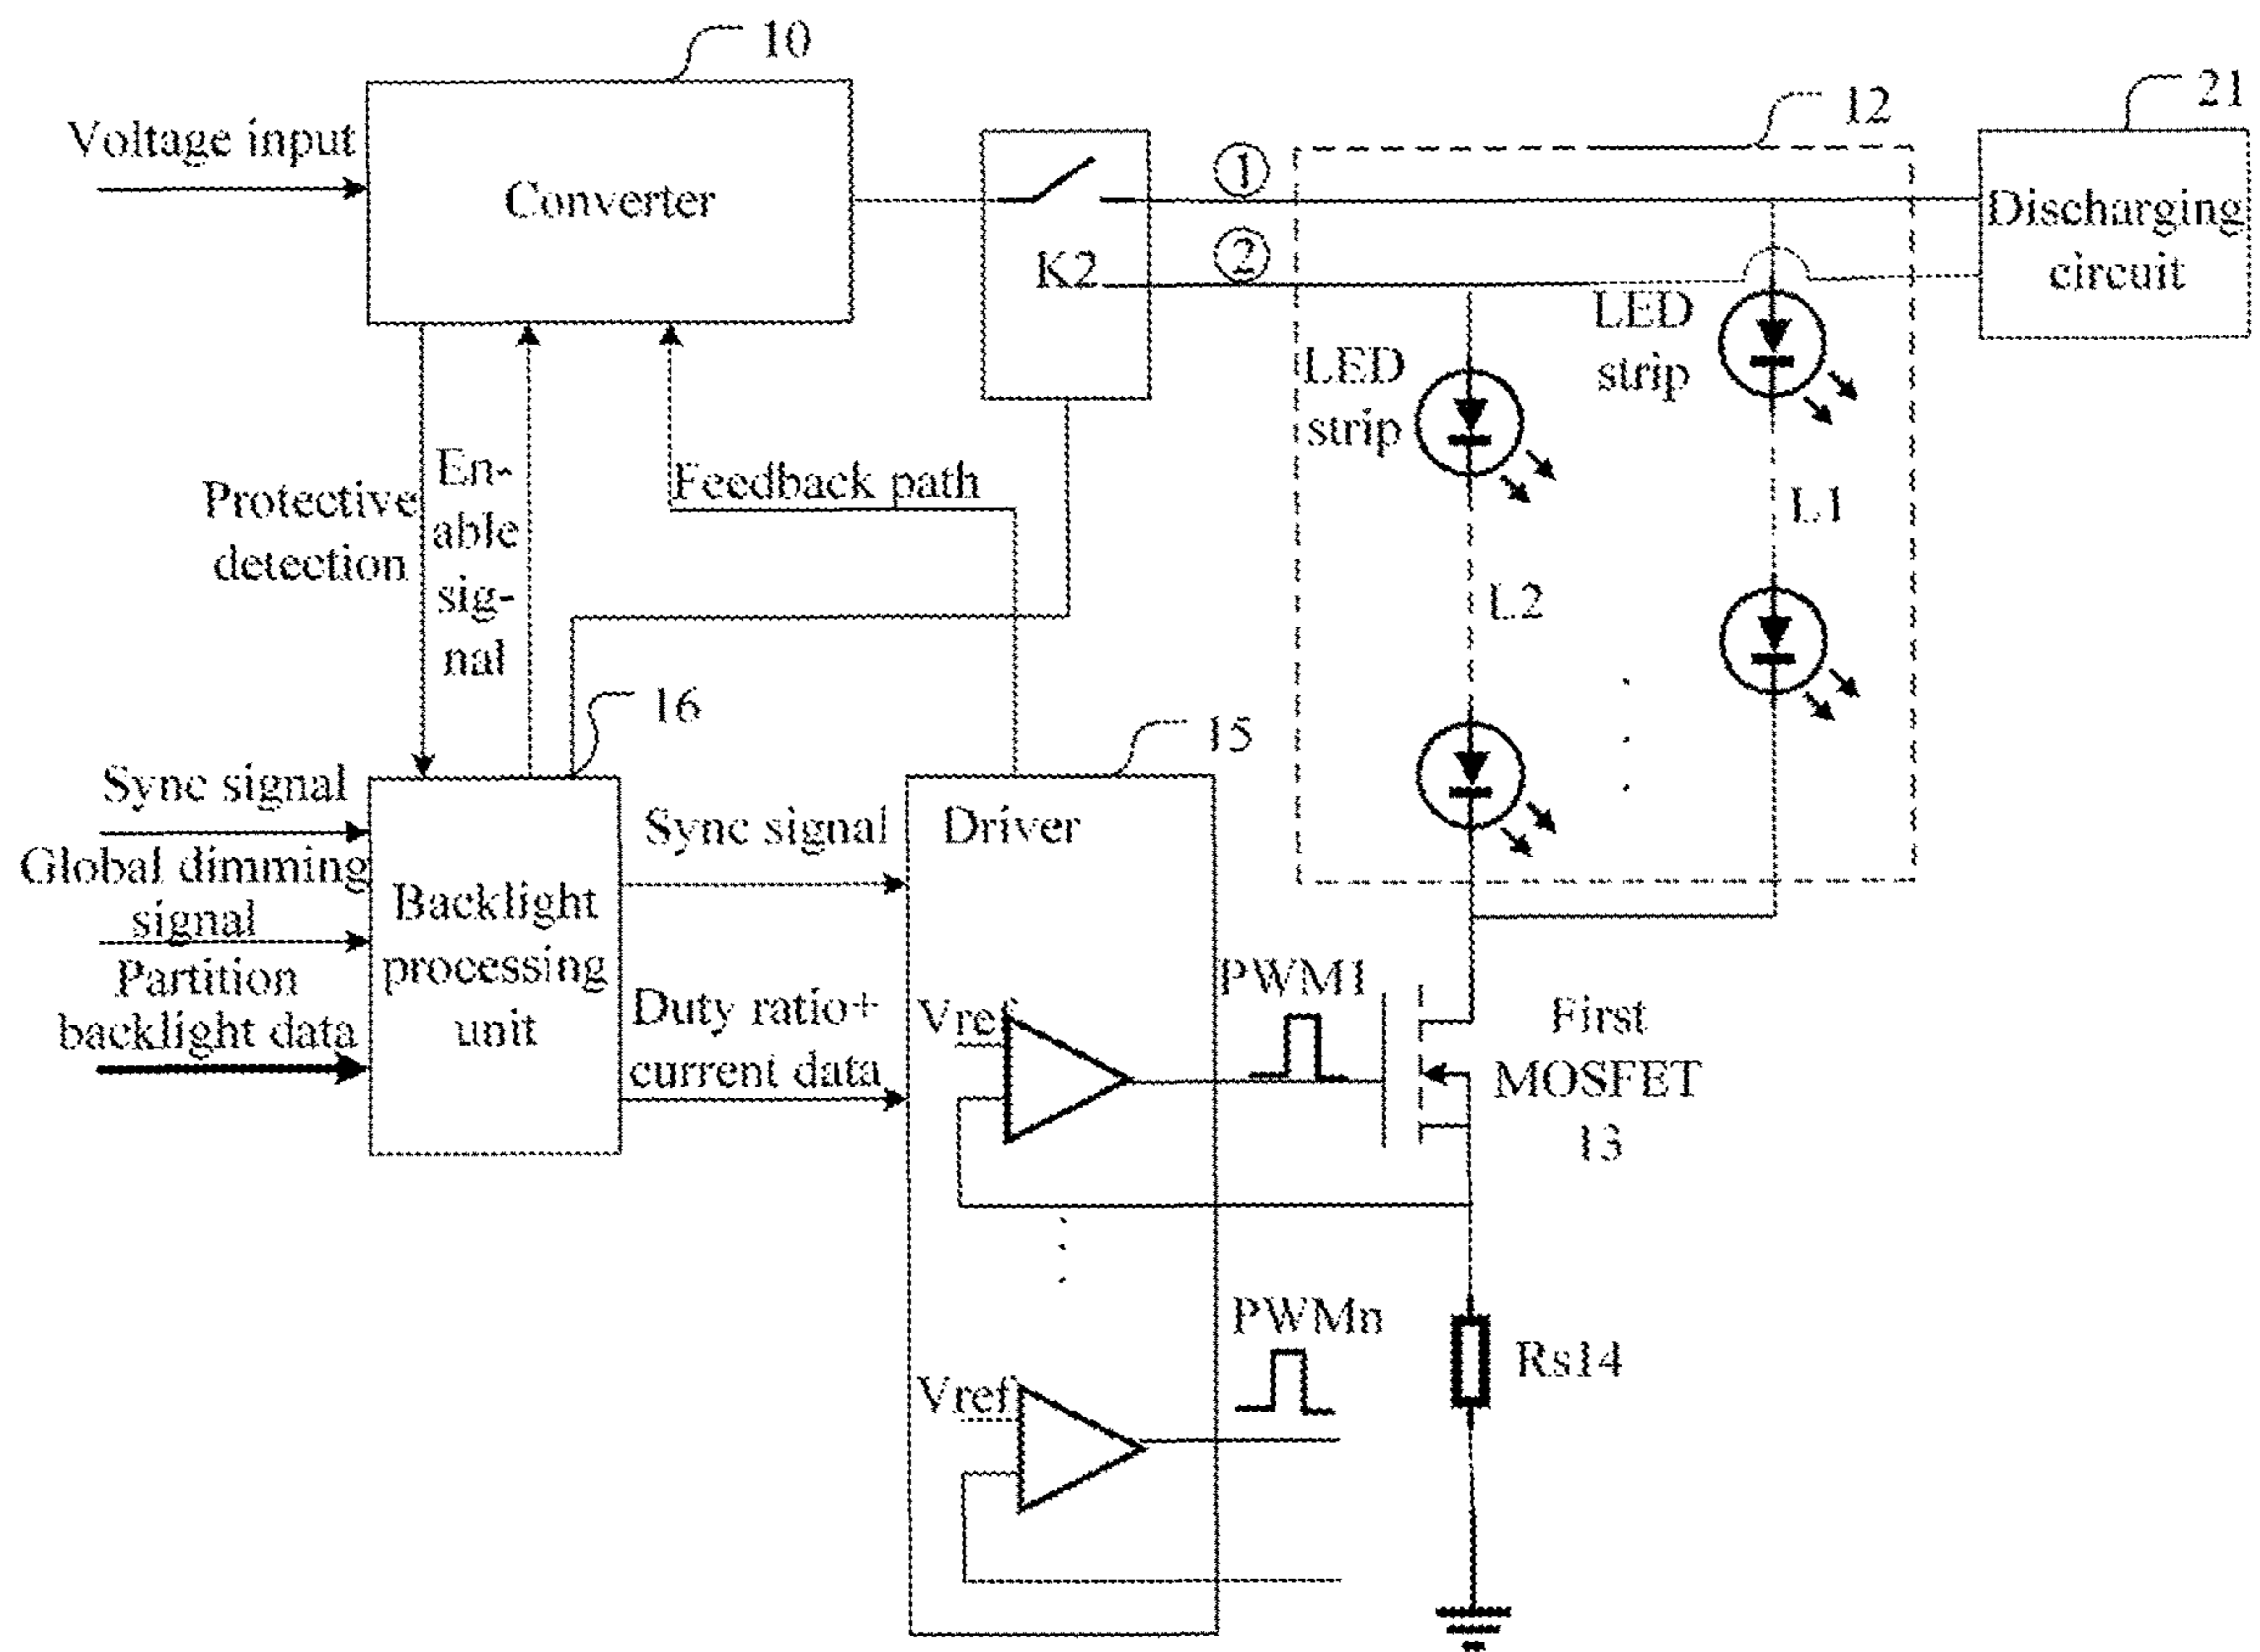 10
12
21
Voltage input
Converter
K2
①
②
Discharging
circuit
LED
strip
LED
strip
L1
L2
Protective
detection
En-
able
sig-
nal
Feedback path
16
15
Sync signal
Global dimming
signal
Partition
backlight data
Backlight
processing
unit
Sync signal
Duty ratio+
current data
Driver
Vref
PWM1
First
MOSFET
13
Vref
PWMn
Rs14